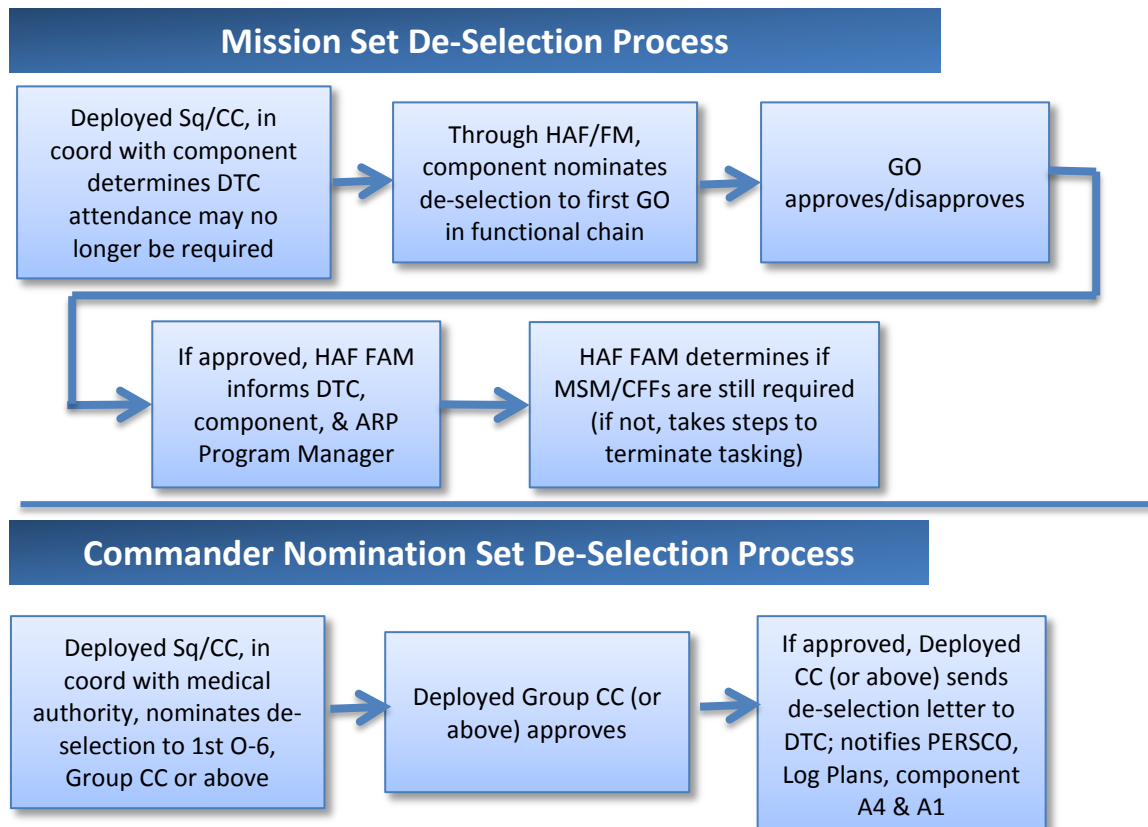 Mission Set De-Selection Process
Deployed Sq/CC, in
coord with component
determines DTC
attendance may no
longer be required
Through HAF/FM,
component nominates
de-selection to first GO
in functional chain
GO
approves/disapproves
If approved, HAF FAM
informs DTC,
component, & ARP
Program Manager
HAF FAM determines if
MSM/CFFs are still required
(if not, takes steps to
terminate tasking)
Commander Nomination Set De-Selection Process
Deployed Sq/CC, in
coord with medical
authority, nominates de-
selection to 1st O-6,
Group CC or above
Deployed Group CC (or
above) approves
If approved, Deployed
CC (or above) sends
de-selection letter to
DTC; notifies PERSCO,
Log Plans, component
A4 & A1